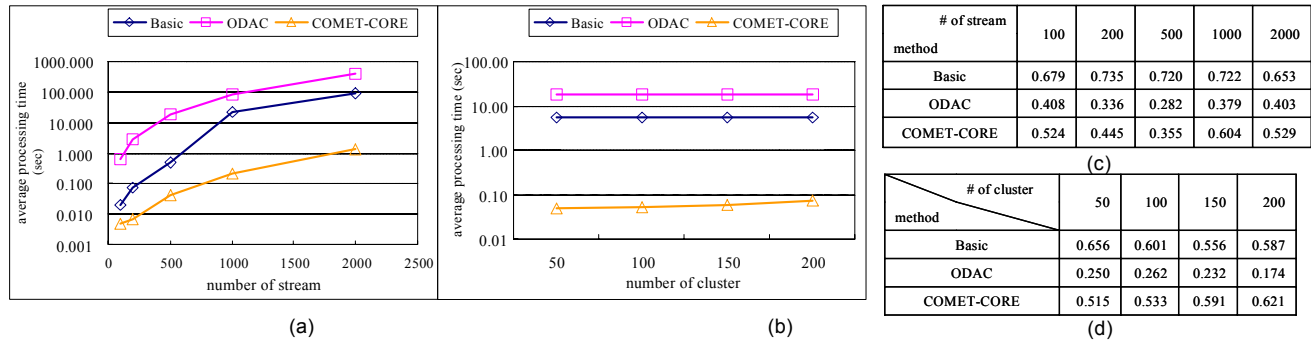 Basic ODAC COMET-CORE
average processing time (sec)
1000.000
100.000
10.000
1.000
0.100
0.010
0.001
0 500 1000 1500 2000 2500
number of stream
(a)
Basic ODAC COMET-CORE
average processing time (sec)
100.00
10.00
1.00
0.10
0.01
50 100 150 200
number of cluster
(b)
# of stream
method
100 200 500 1000 2000
Basic 0.679 0.735 0.720 0.722 0.653
ODAC 0.408 0.336 0.282 0.379 0.403
COMET-CORE 0.524 0.445 0.355 0.604 0.529
(c)
# of cluster
method
50 100 150 200
Basic 0.656 0.601 0.556 0.587
ODAC 0.250 0.262 0.232 0.174
COMET-CORE 0.515 0.533 0.591 0.621
(d)